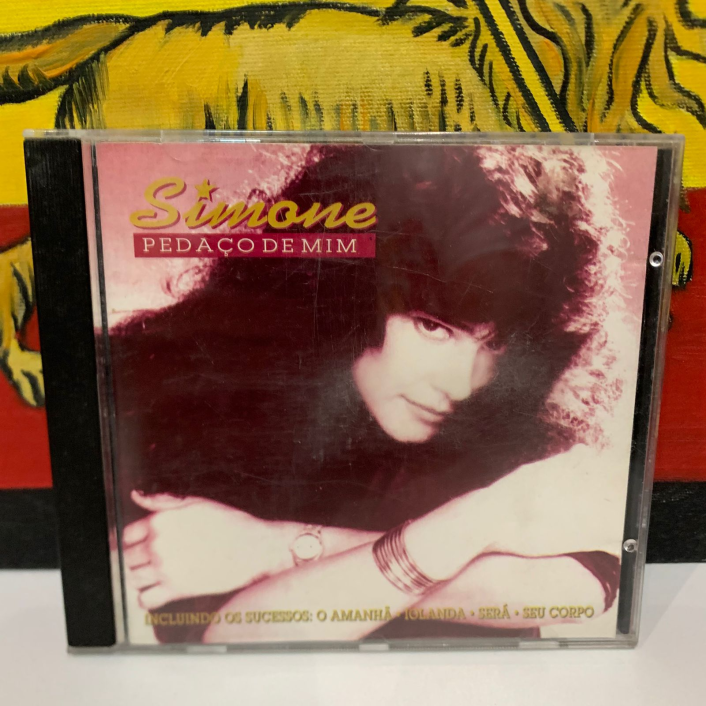 Simone
PEDAÇO DE MIM
INCLUINDO OS SUCESSOS: O AMANHÃ • IOLANDA • SERÁ • SEU CORPO